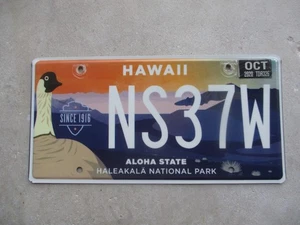 OCT
HAWAII
NS37W
SINCE 1916
ALOHA STATE
HALEAKALĀ NATIONAL PARK